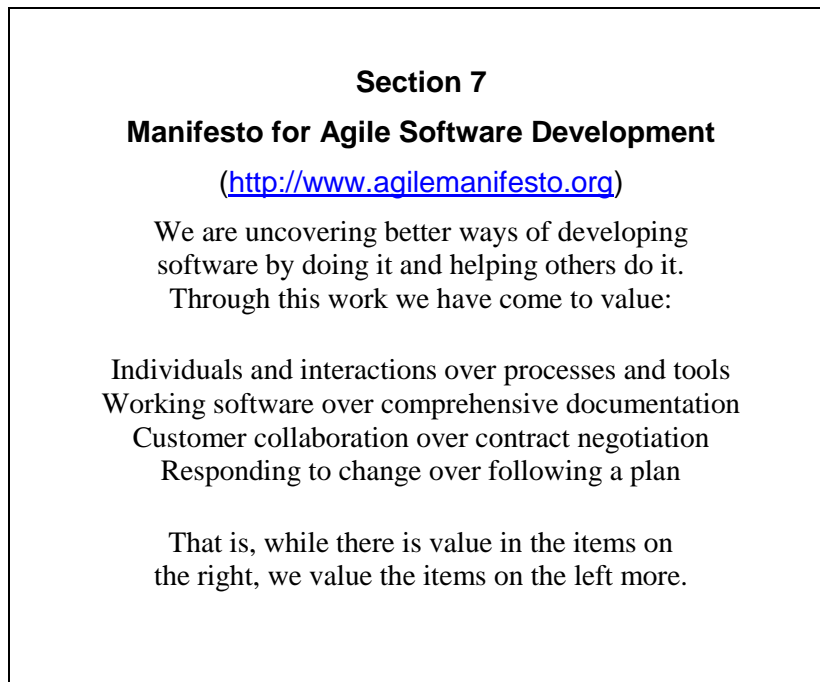 Section 7
Manifesto for Agile Software Development
(http://www.agilemanifesto.org)
We are uncovering better ways of developing
software by doing it and helping others do it.
Through this work we have come to value:
Individuals and interactions over processes and tools
Working software over comprehensive documentation
Customer collaboration over contract negotiation
Responding to change over following a plan
That is, while there is value in the items on
the right, we value the items on the left more.